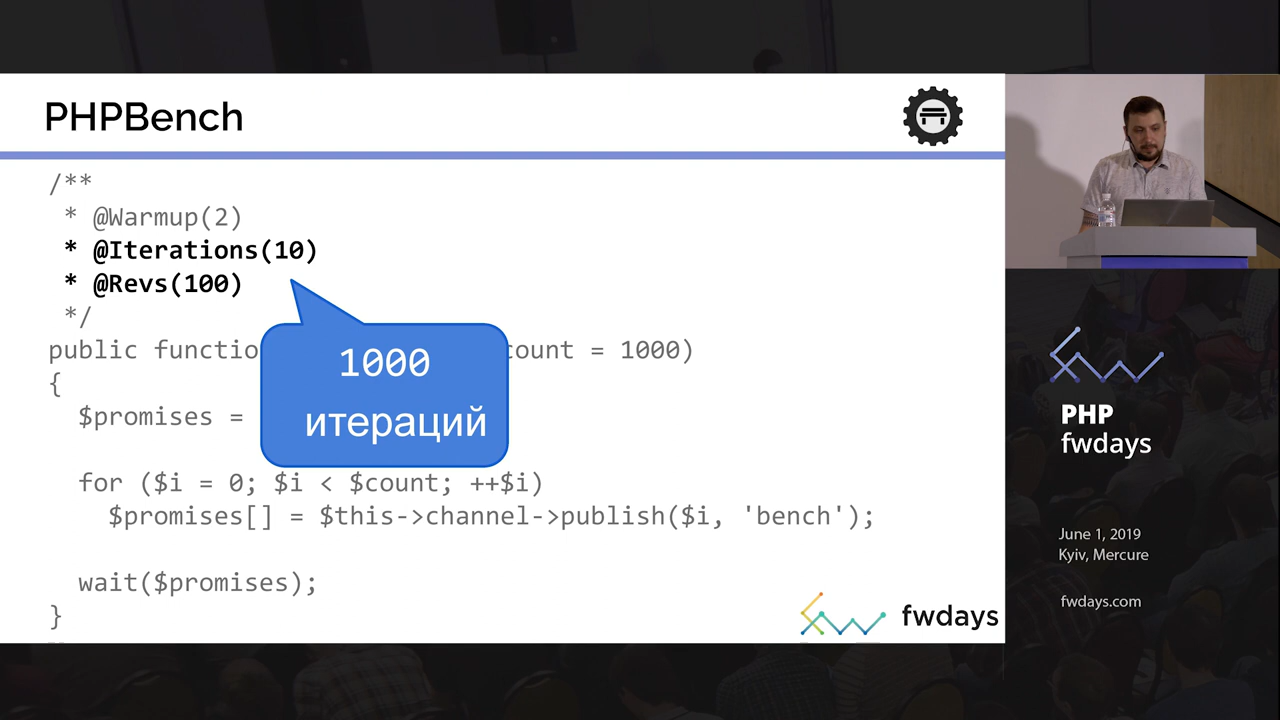 PHPBench
/**
* @Warmup(2)
* @Iterations(10)
* @Revs(100)
*/
public functio
count = 1000)
1000
итераций
{
$promises =
for ($i = 0; $i < $count; ++$i)
$promises[] = $this->channel->publish($i, 'bench');
wait($promises);
}
fwdays
PHP
fwdays
June 1, 2019
Kyiv, Mercure
fwdays.com